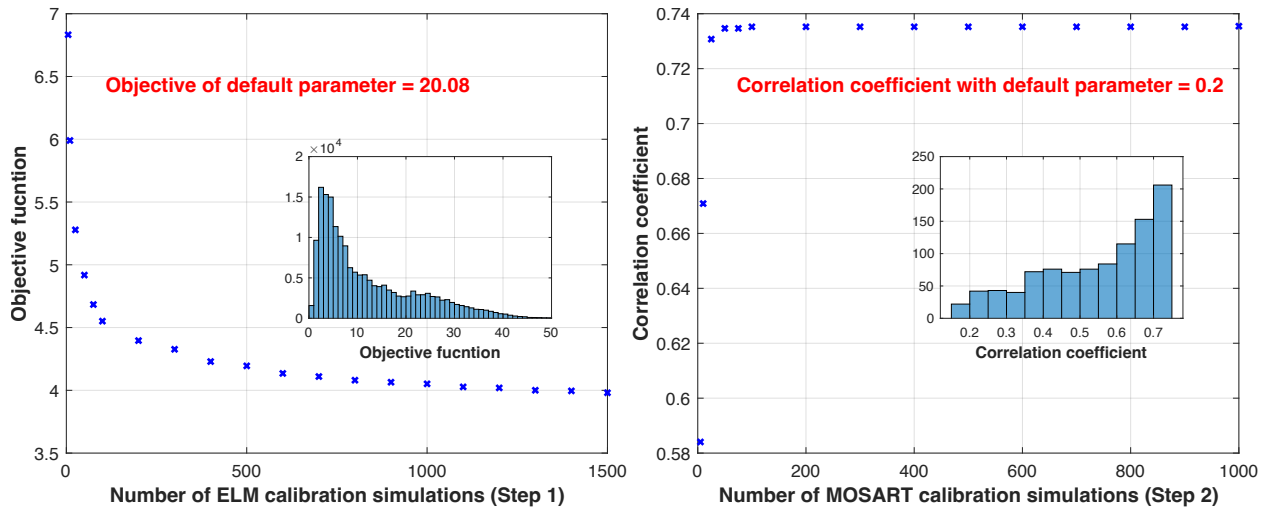 7
6.5
6
5.5
5
4.5
4
3.5
Objective fucntion
Objective of default parameter = 20.08
×10^4
2
1.5
1
0.5
0
0 10 20 30 40 50
Objective fucntion
0 500 1000 1500
Number of ELM calibration simulations (Step 1)
0.74
0.72
0.7
0.68
0.66
0.64
0.62
0.6
0.58
Correlation coefficient
Correlation coefficient with default parameter = 0.2
250
200
150
100
50
0
0.2 0.3 0.4 0.5 0.6 0.7
Correlation coefficient
0 200 400 600 800 1000
Number of MOSART calibration simulations (Step 2)